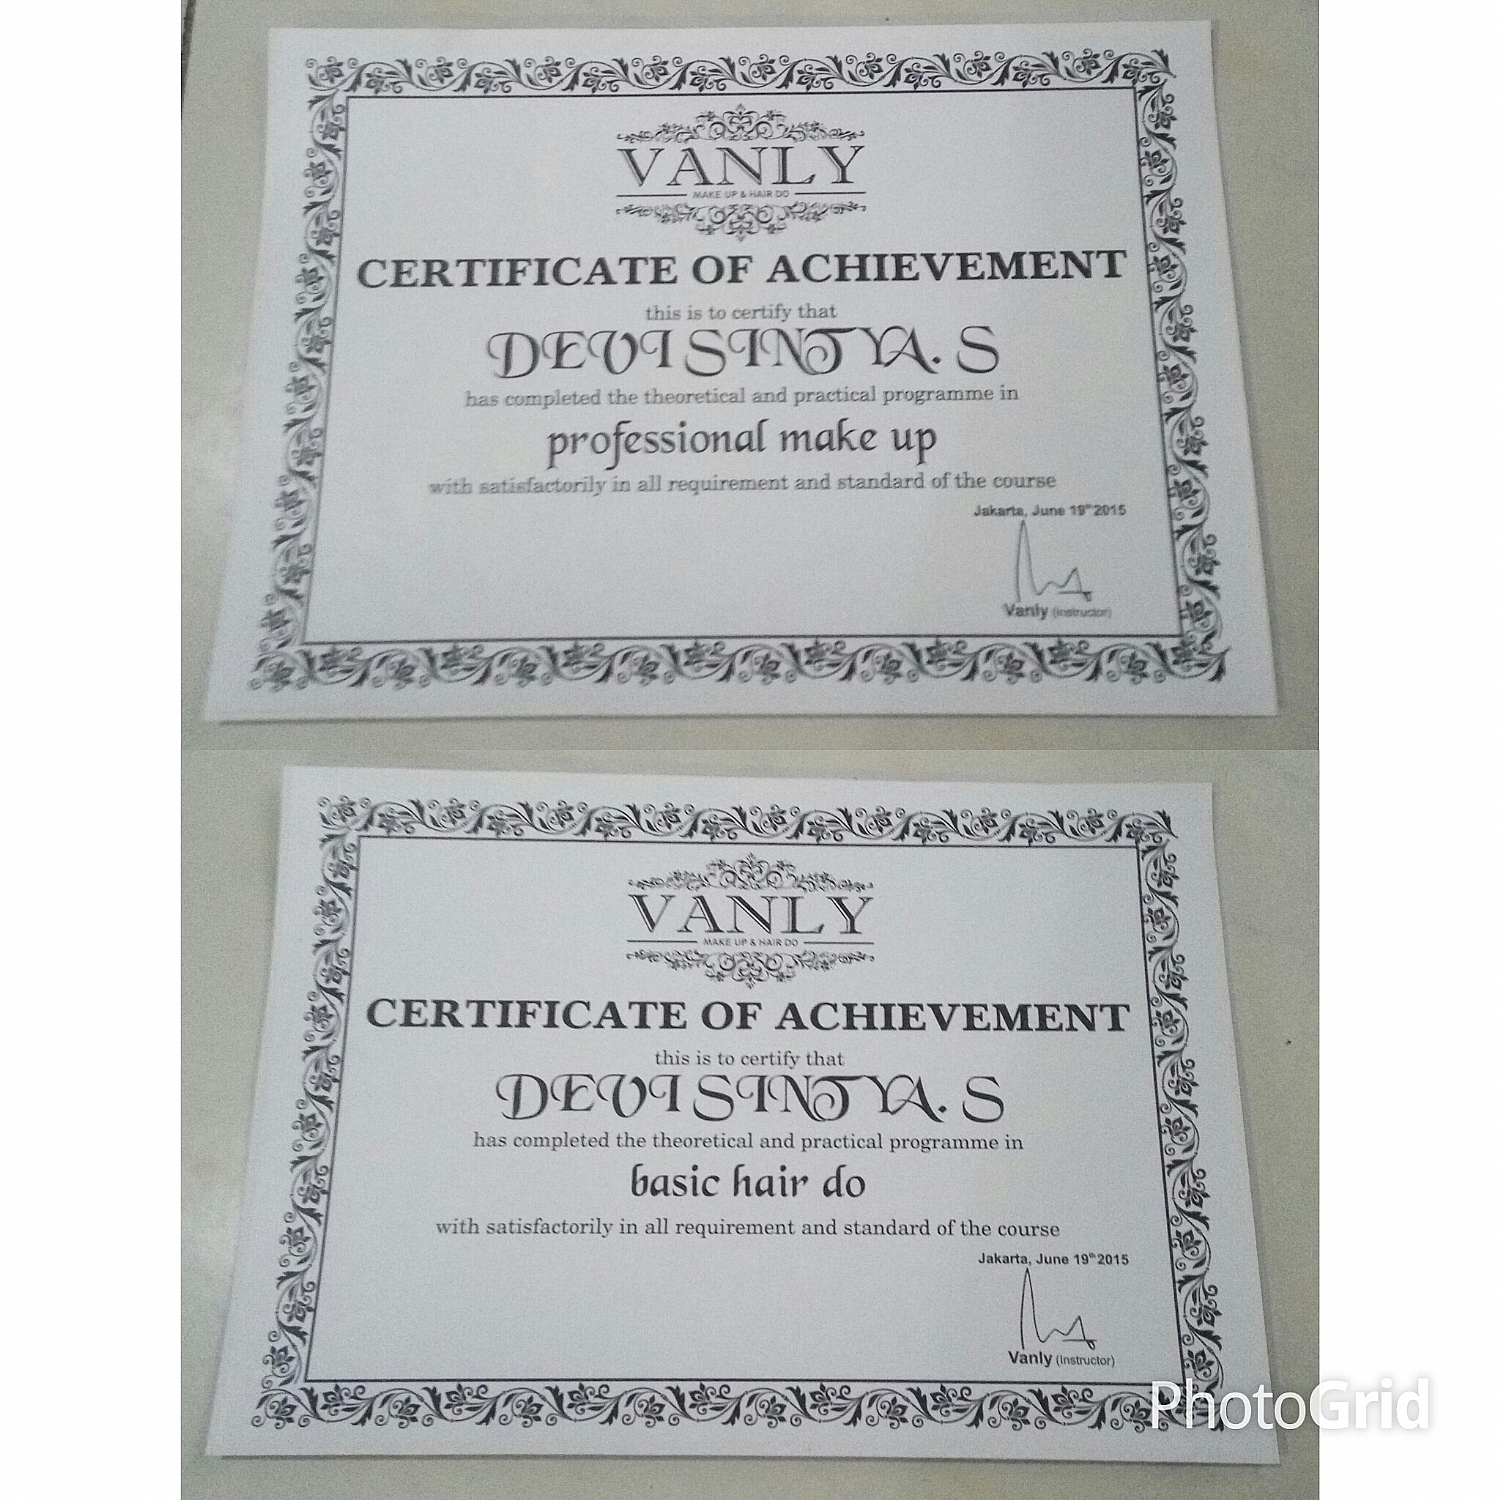 VANLY
MAKE UP & HAIR DO
CERTIFICATE OF ACHIEVEMENT
this is to certify that
DEVI SINTYA. S
has completed the theoretical and practical programme in
professional make up
with satisfactorily in all requirement and standard of the course
Jakarta, June 19th 2015
Vanly (Instructor)
VANLY
MAKE UP & HAIR DO
CERTIFICATE OF ACHIEVEMENT
this is to certify that
DEVI SINTYA. S
has completed the theoretical and practical programme in
basic hair do
with satisfactorily in all requirement and standard of the course
Jakarta, June 19th 2015
Vanly (Instructor)
PhotoGrid